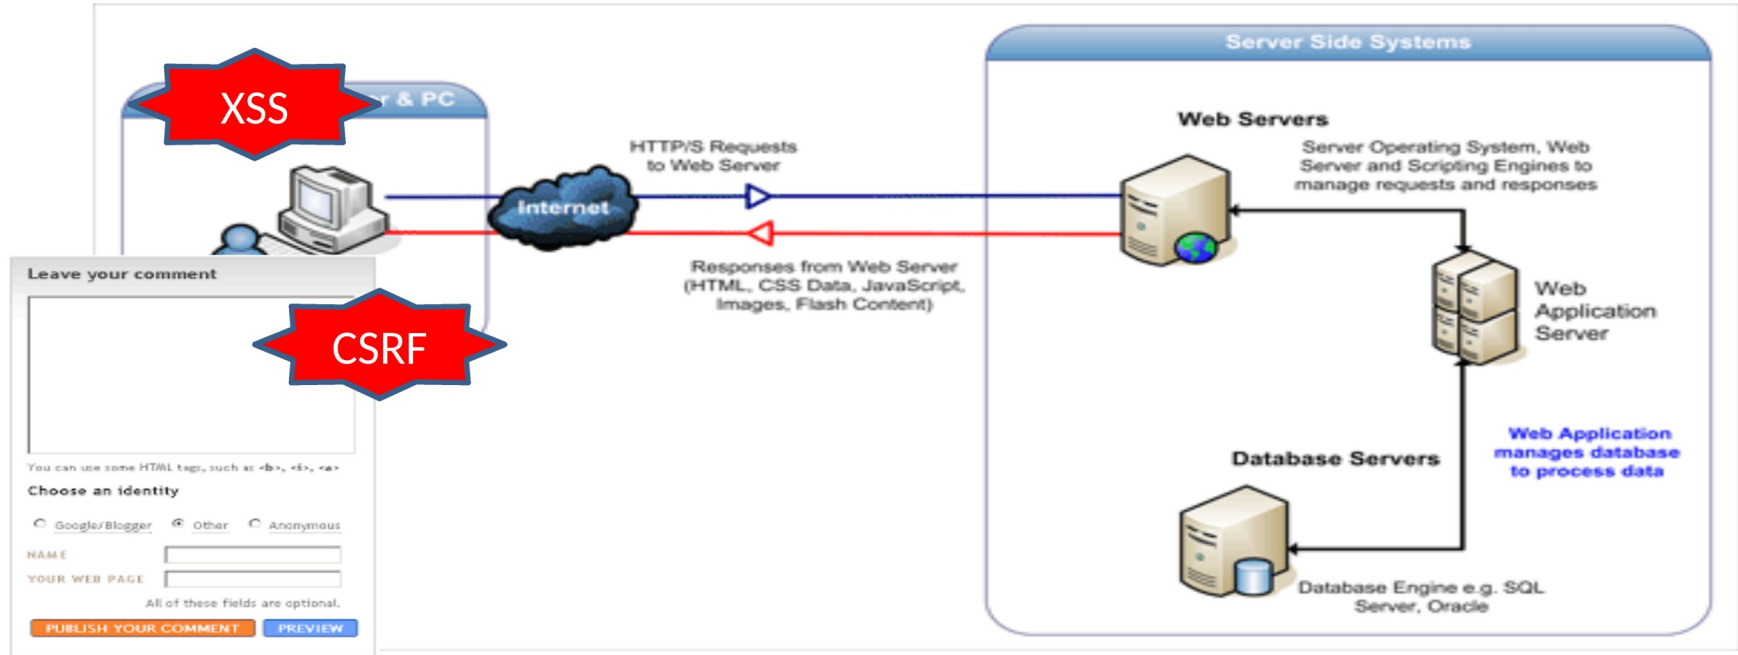 Server Side Systems
XSS
r & PC
Web Servers
HTTP/S Requests
to Web Server
Server Operating System, Web
Server and Scripting Engines to
manage requests and responses
Internet
Responses from Web Server
(HTML, CSS Data, JavaScript,
Images, Flash Content)
Web
Application
Server
Leave your comment
CSRF
You can use some HTML tags, such as <b>, <i>, <a>
Choose an identity
Google/Blogger Other Anonymous
NAME
YOUR WEB PAGE
All of these fields are optional.
PUBLISH YOUR COMMENT PREVIEW
Web Application
manages database
to process data
Database Servers
Database Engine e.g. SQL
Server, Oracle